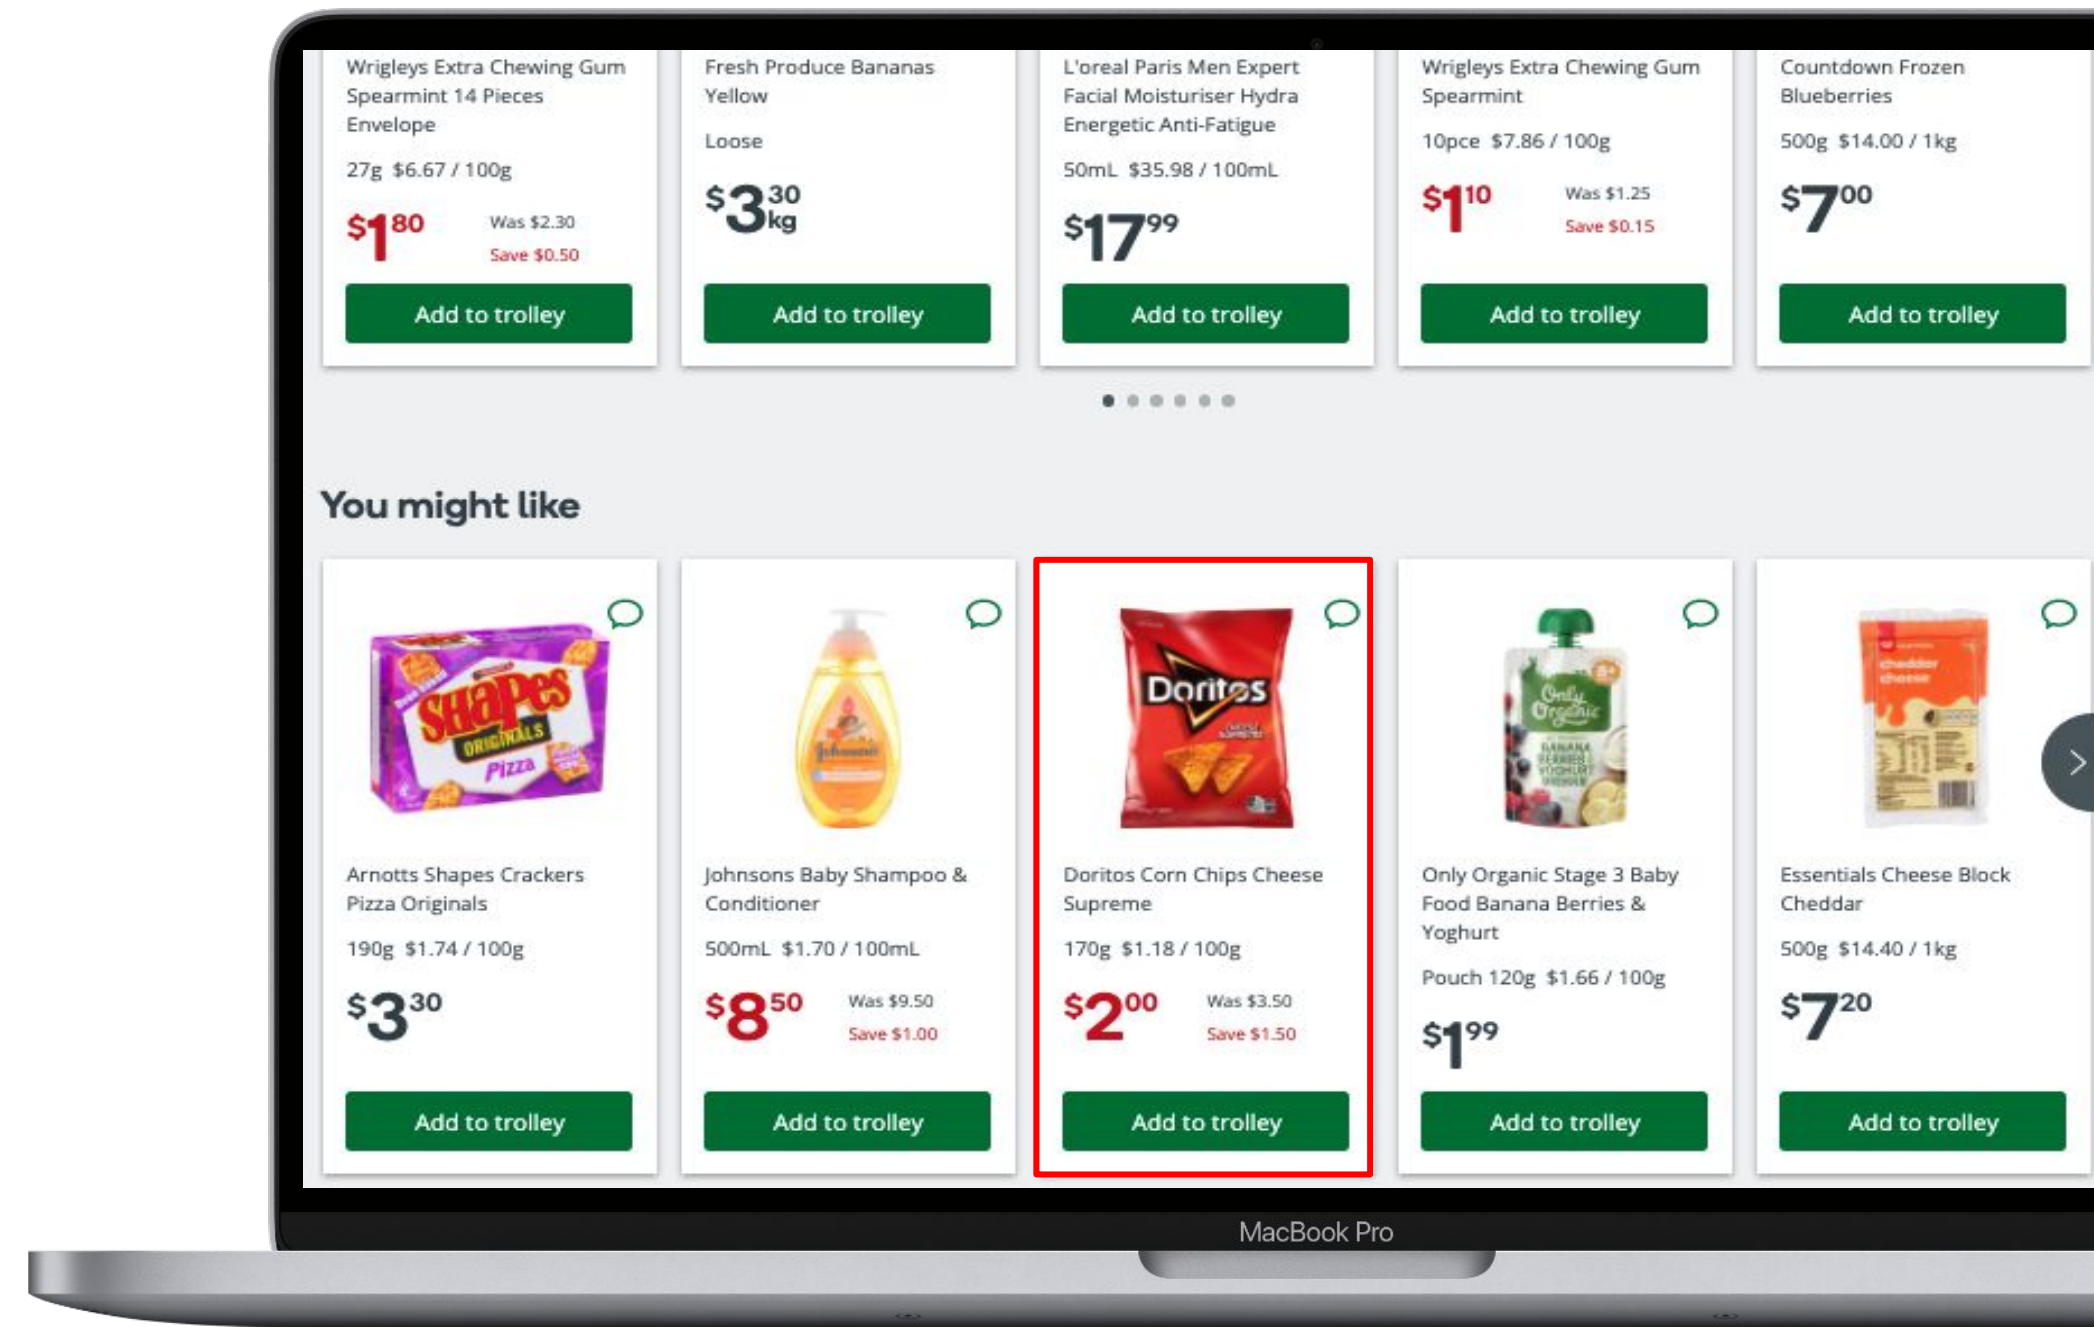 Wrigleys Extra Chewing Gum
Spearmint 14 Pieces
Envelope
27g $6.67 / 100g
$1 80
Was $2.30
Save $0.50
Add to trolley
Fresh Produce Bananas
Yellow
Loose
$3 30
kg
Add to trolley
L'oreal Paris Men Expert
Facial Moisturiser Hydra
Energetic Anti-Fatigue
50mL $35.98 / 100mL
$17 99
Add to trolley
Wrigleys Extra Chewing Gum
Spearmint
10pce $7.86 / 100g
$1 10
Was $1.25
Save $0.15
Add to trolley
Countdown Frozen
Blueberries
500g $14.00 / 1kg
$7 00
Add to trolley
You might like
SHAPES
ORIGINALS
Pizza
Arnotts Shapes Crackers
Pizza Originals
190g $1.74 / 100g
$3 30
Add to trolley
Johnson's
Johnsons Baby Shampoo &
Conditioner
500mL $1.70 / 100mL
$8 50
Was $9.50
Save $1.00
Add to trolley
Doritos
CHEESE
SUPREME
Doritos Corn Chips Cheese
Supreme
170g $1.18 / 100g
$2 00
Was $3.50
Save $1.50
Add to trolley
Only
Organic
BANANA
BERRIES
YOGHURT
Only Organic Stage 3 Baby
Food Banana Berries &
Yoghurt
Pouch 120g $1.66 / 100g
$1 99
Add to trolley
cheddar
cheese
Essentials Cheese Block
Cheddar
500g $14.40 / 1kg
$7 20
Add to trolley
MacBook Pro